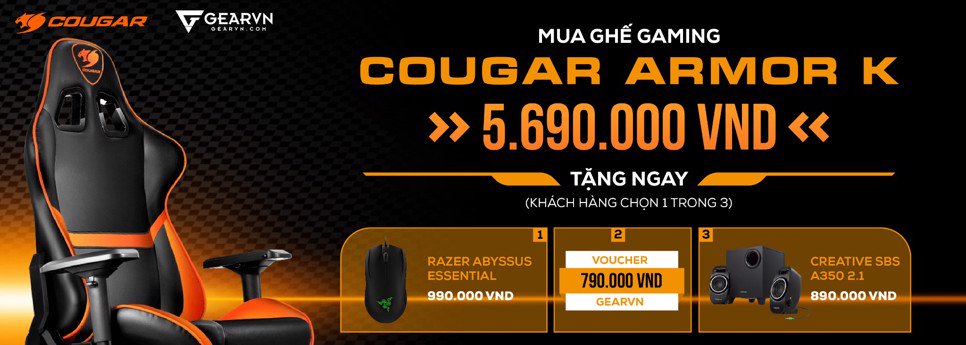 COUGAR
GEARVN
GEARVN.COM
MUA GHẾ GAMING
COUGAR ARMOR K
>> 5.690.000 VND <<
TẶNG NGAY
(KHÁCH HÀNG CHỌN 1 TRONG 3)
1
RAZER ABYSSUS
ESSENTIAL
990.000 VND
2
VOUCHER
790.000 VND
GEARVN
3
CREATIVE SBS
A350 2.1
890.000 VND